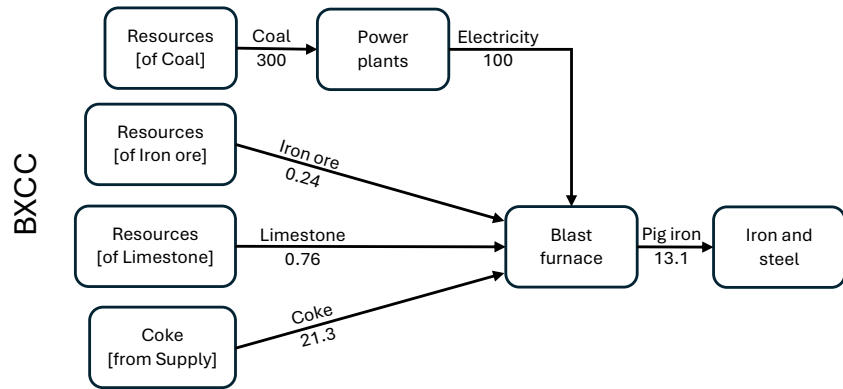 BXCC
Resources
[of Coal]
Coal
300
Power
plants
Electricity
100
Resources
[of Iron ore]
Iron ore
0.24
Resources
[of Limestone]
Limestone
0.76
Coke
[from Supply]
Coke
21.3
Blast
furnace
Pig iron
13.1
Iron and
steel